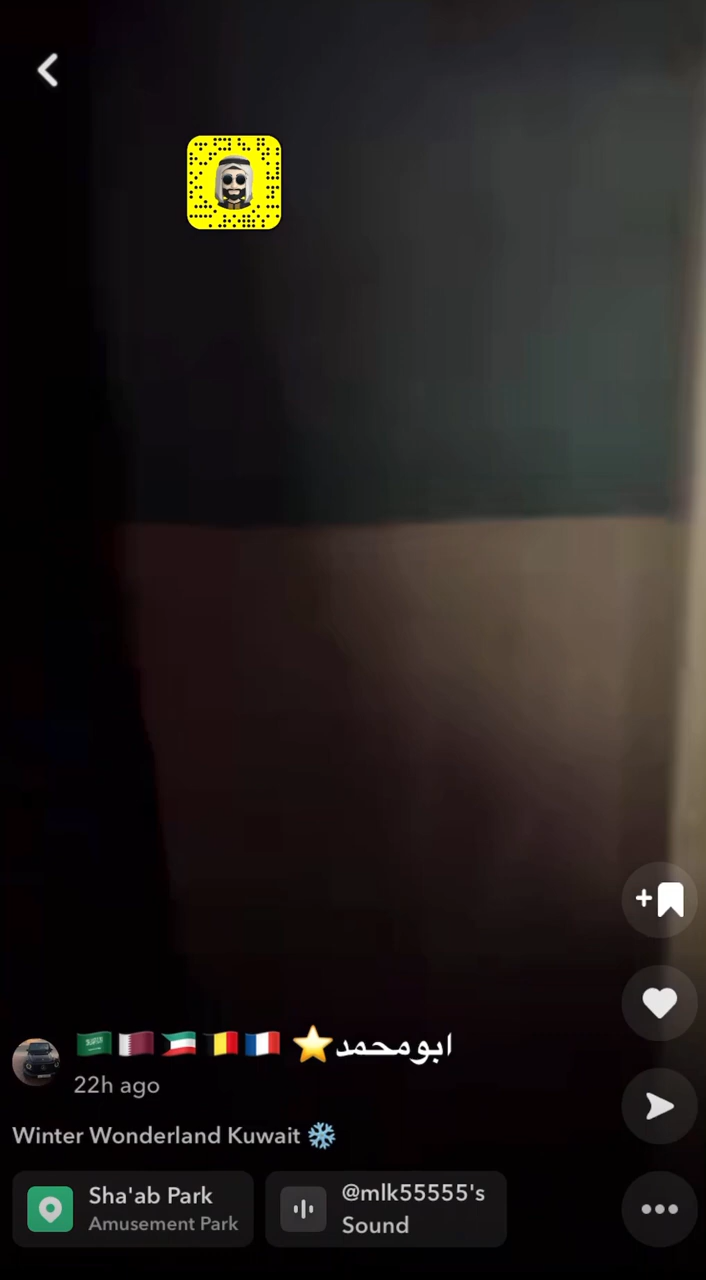 🇸🇦🇶🇦🇰🇼🇧🇪🇫🇷 ⭐ابومحمد
22h ago
Winter Wonderland Kuwait ❄️
Sha'ab Park
Amusement Park
@mlk55555's
Sound